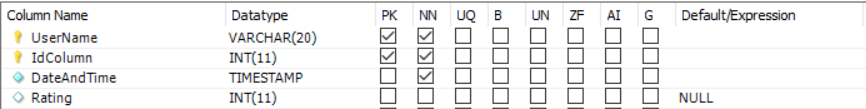 Column Name Datatype PK NN UQ B UN ZF AI G Default/Expression
UserName VARCHAR(20)
IdColumn INT(11)
DateAndTime TIMESTAMP
Rating INT(11) NULL